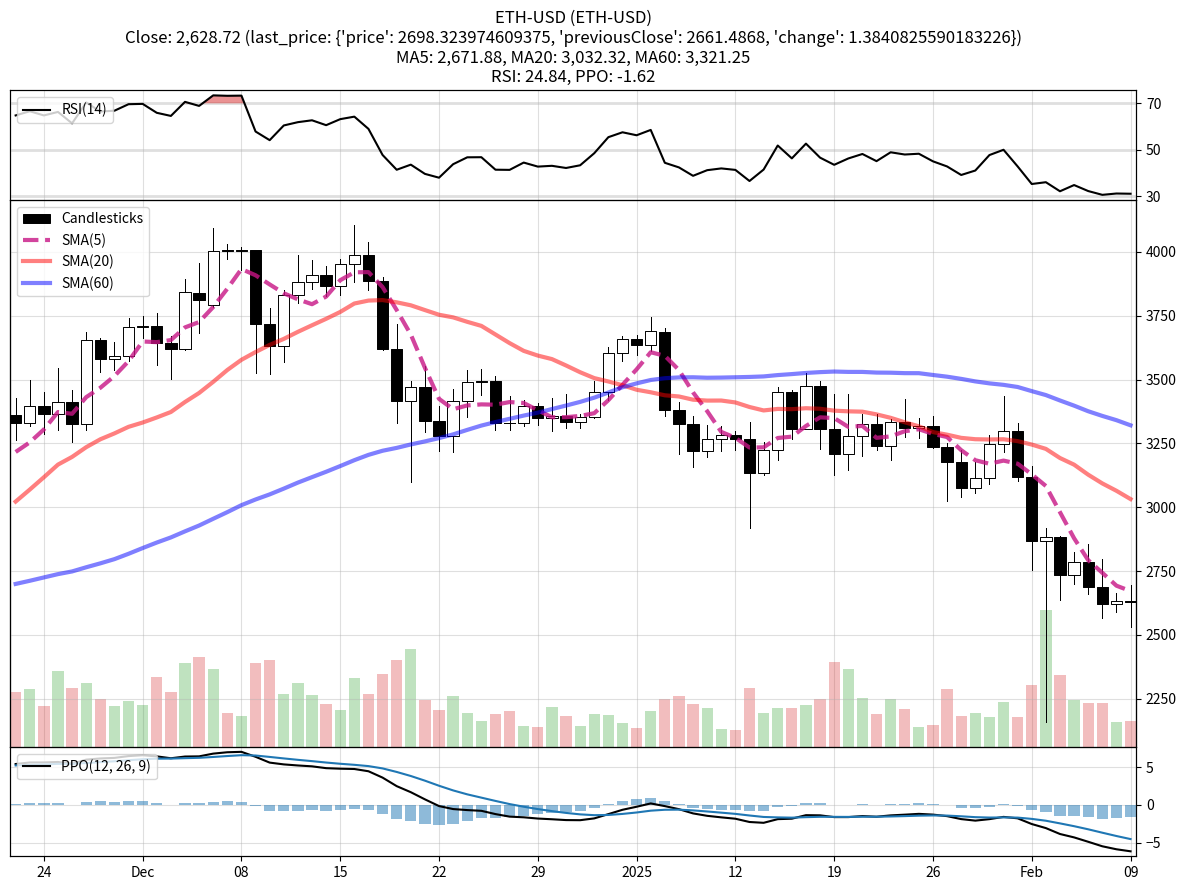 ETH-USD (ETH-USD)
Close: 2,628.72 (last_price: {'price': 2698.323974609375, 'previousClose': 2661.4868, 'change': 1.3840825590183226})
MA5: 2,671.88, MA20: 3,032.32, MA60: 3,321.25
RSI: 24.84, PPO: -1.62
RSI(14)
70
50
30
Candlesticks
SMA(5)
SMA(20)
SMA(60)
4000
3750
3500
3250
3000
2750
2500
2250
PPO(12, 26, 9)
5
0
−5
24 Dec 08 15 22 29 2025 12 19 26 Feb 09